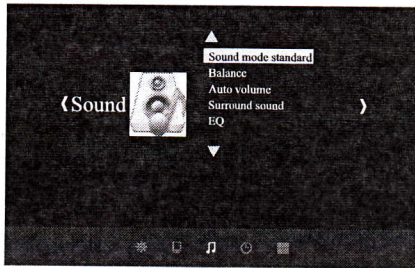 Sound
Sound mode standard
Balance
Auto volume
Surround sound
EQ